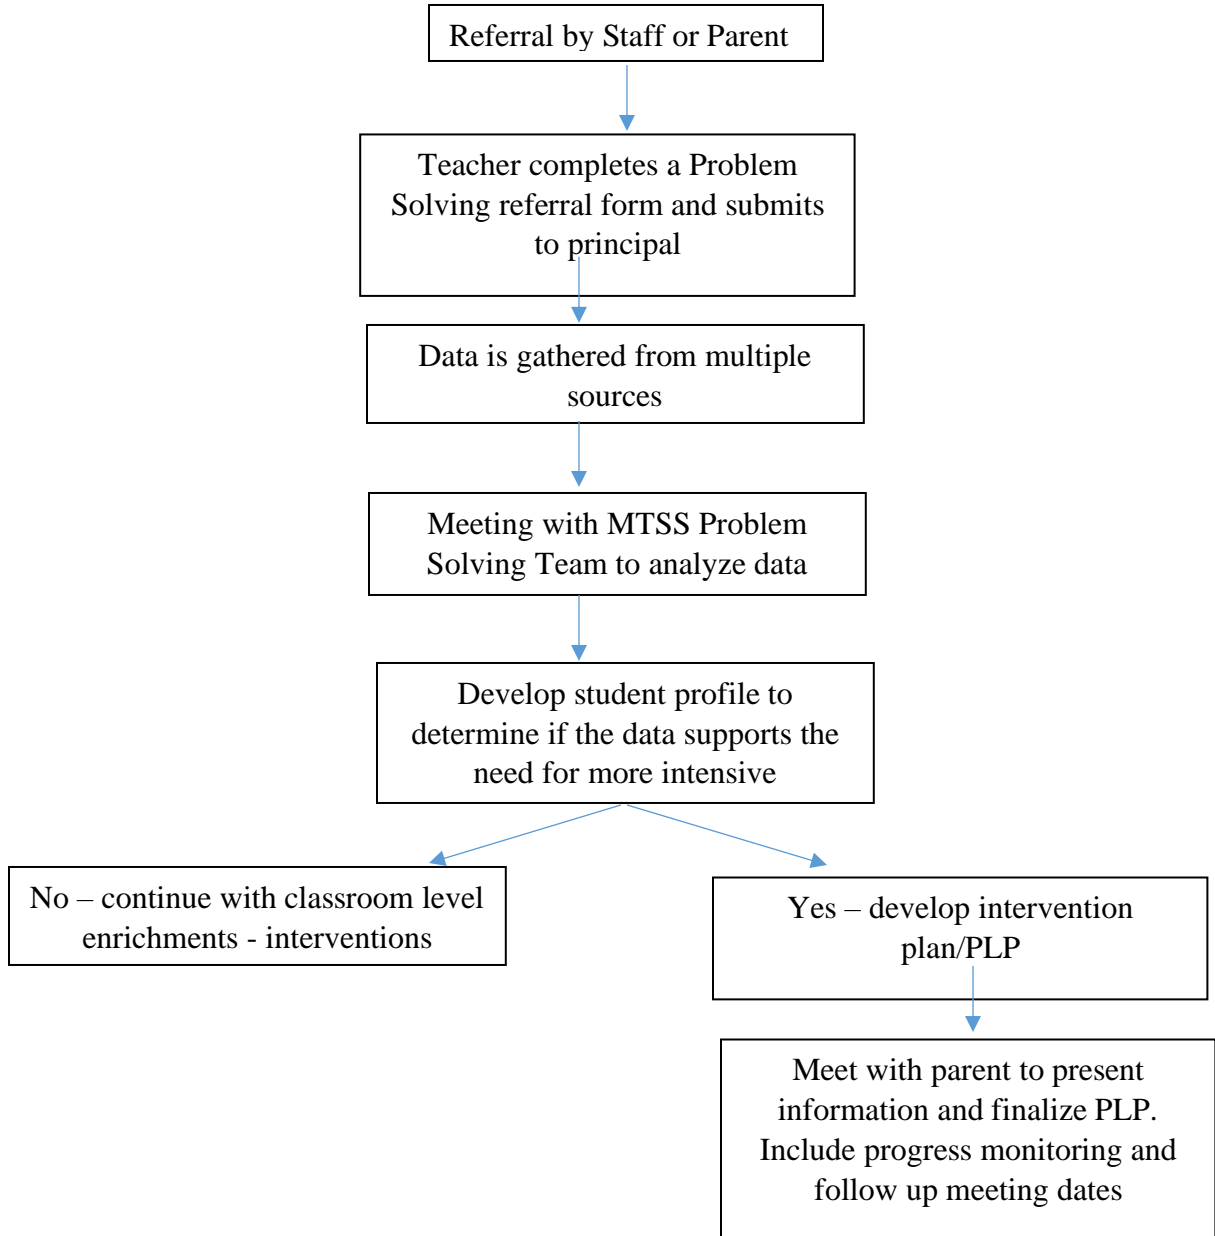 Referral by Staff or Parent
Teacher completes a Problem
Solving referral form and submits
to principal
Data is gathered from multiple
sources
Meeting with MTSS Problem
Solving Team to analyze data
Develop student profile to
determine if the data supports the
need for more intensive
No – continue with classroom level
enrichments - interventions
Yes – develop intervention
plan/PLP
Meet with parent to present
information and finalize PLP.
Include progress monitoring and
follow up meeting dates